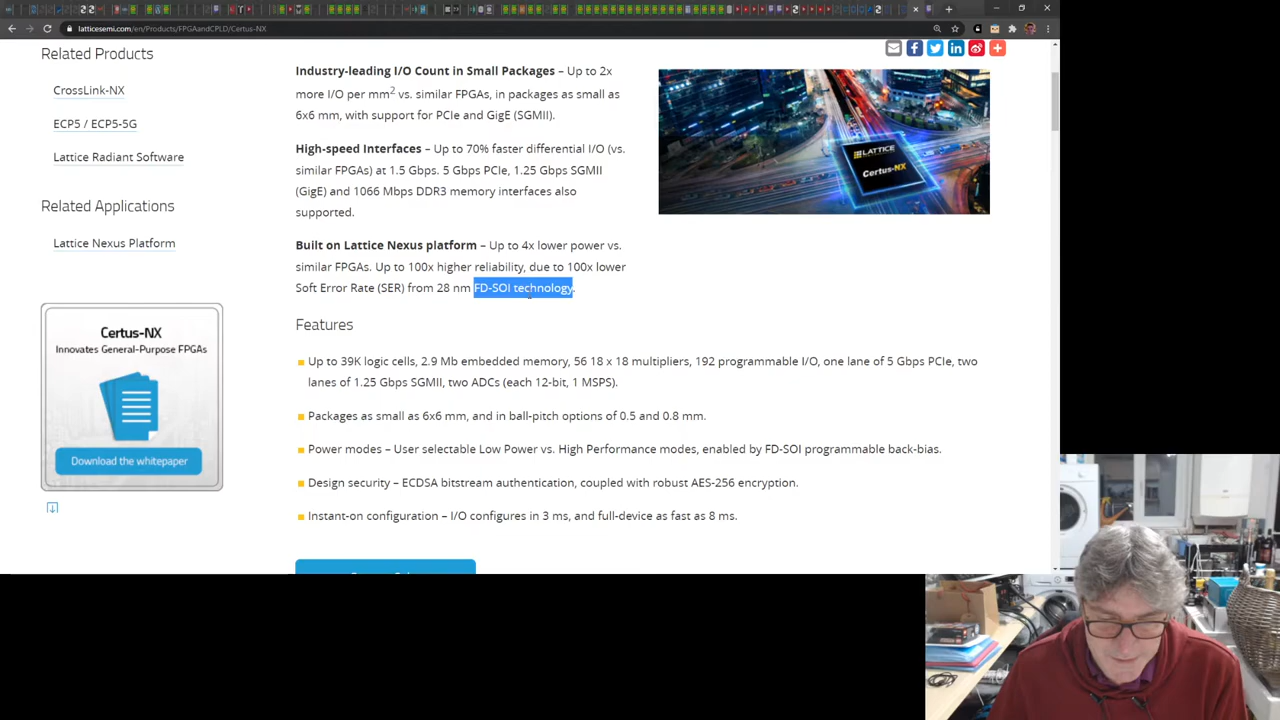 latticesemi.com/en/Products/FPGAandCPLD/Certus-NX
Related Products
CrossLink-NX
ECP5 / ECP5-5G
Lattice Radiant Software
Related Applications
Lattice Nexus Platform
Certus-NX
Innovates General-Purpose FPGAs
Download the whitepaper
Industry-leading I/O Count in Small Packages – Up to 2x
more I/O per mm2 vs. similar FPGAs, in packages as small as
6x6 mm, with support for PCIe and GigE (SGMII).
High-speed Interfaces – Up to 70% faster differential I/O (vs.
similar FPGAs) at 1.5 Gbps. 5 Gbps PCIe, 1.25 Gbps SGMII
(GigE) and 1066 Mbps DDR3 memory interfaces also
supported.
Built on Lattice Nexus platform – Up to 4x lower power vs.
similar FPGAs. Up to 100x higher reliability, due to 100x lower
Soft Error Rate (SER) from 28 nm FD-SOI technology.
LATTICE
Certus-NX
Features
Up to 39K logic cells, 2.9 Mb embedded memory, 56 18 x 18 multipliers, 192 programmable I/O, one lane of 5 Gbps PCIe, two
lanes of 1.25 Gbps SGMII, two ADCs (each 12-bit, 1 MSPS).
Packages as small as 6x6 mm, and in ball-pitch options of 0.5 and 0.8 mm.
Power modes – User selectable Low Power vs. High Performance modes, enabled by FD-SOI programmable back-bias.
Design security – ECDSA bitstream authentication, coupled with robust AES-256 encryption.
Instant-on configuration – I/O configures in 3 ms, and full-device as fast as 8 ms.